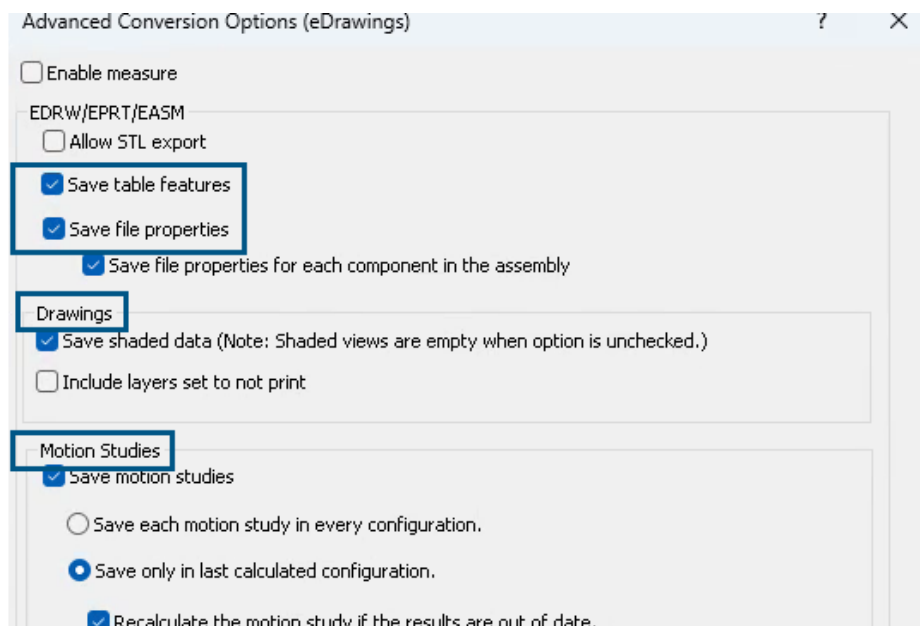 Advanced Conversion Options (eDrawings) ?
Enable measure
EDRW/EPRT/EASM
Allow STL export
Save table features
Save file properties
Save file properties for each component in the assembly
Drawings
Save shaded data (Note: Shaded views are empty when option is unchecked.)
Include layers set to not print
Motion Studies
Save motion studies
Save each motion study in every configuration.
Save only in last calculated configuration.
Recalculate the motion study if the results are out of date.